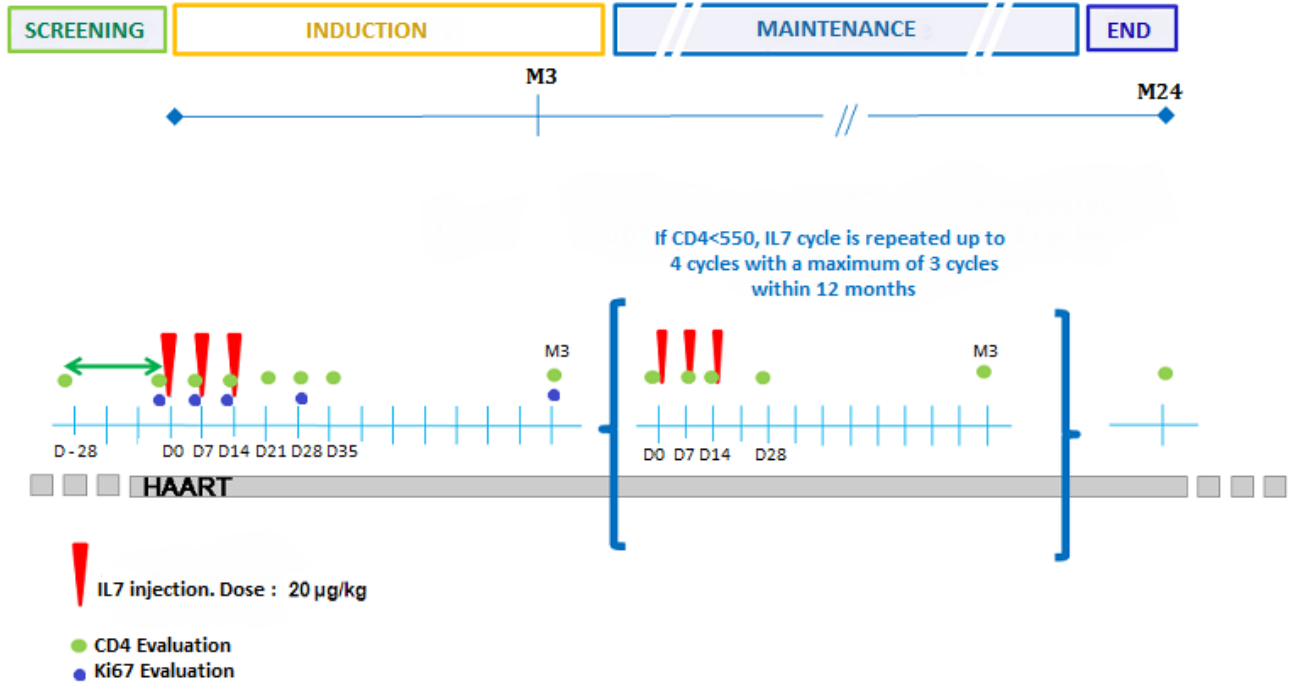 SCREENING INDUCTION MAINTENANCE END
M3
M24
If CD4<550, IL7 cycle is repeated up to
4 cycles with a maximum of 3 cycles
within 12 months
M3 M3
D - 28 D0 D7 D14 D21 D28 D35 D0 D7 D14 D28
HAART
IL7 injection. Dose : 20 µg/kg
CD4 Evaluation
Ki67 Evaluation